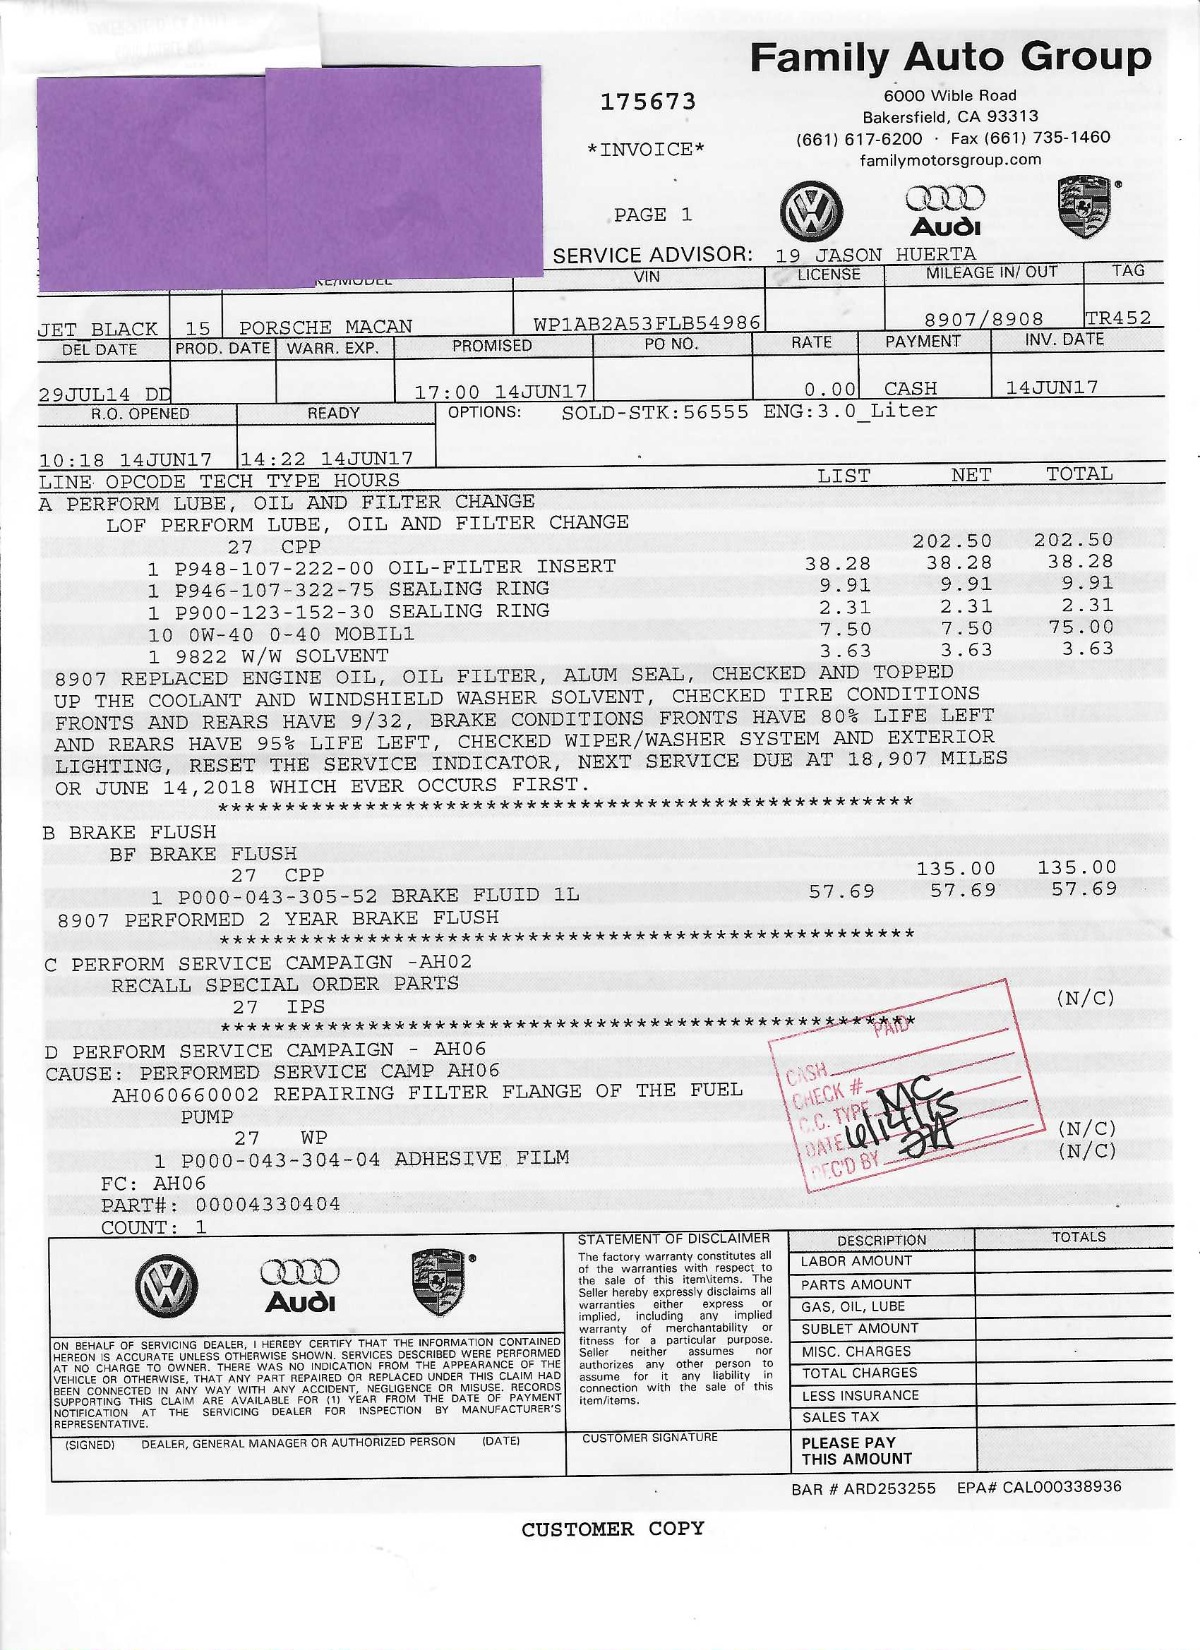 Family Auto Group
175673
6000 Wible Road
Bakersfield, CA 93313
*INVOICE*
(661) 617-6200 · Fax (661) 735-1460
familymotorsgroup.com
PAGE 1
Audi
SERVICE ADVISOR: 19 JASON HUERTA
KE/MODEL VIN LICENSE MILEAGE IN/ OUT TAG
JET BLACK 15 PORSCHE MACAN WP1AB2A53FLB54986 8907/8908 TR452
DEL DATE PROD. DATE WARR. EXP. PROMISED PO NO. RATE PAYMENT INV. DATE
29JUL14 DD 17:00 14JUN17 0.00 CASH 14JUN17
R.O. OPENED READY OPTIONS: SOLD-STK:56555 ENG:3.0_Liter
10:18 14JUN17 14:22 14JUN17
LINE OPCODE TECH TYPE HOURS LIST NET TOTAL
A PERFORM LUBE, OIL AND FILTER CHANGE
LOF PERFORM LUBE, OIL AND FILTER CHANGE
27 CPP 202.50 202.50
1 P948-107-222-00 OIL-FILTER INSERT 38.28 38.28 38.28
1 P946-107-322-75 SEALING RING 9.91 9.91 9.91
1 P900-123-152-30 SEALING RING 2.31 2.31 2.31
10 0W-40 0-40 MOBIL1 7.50 7.50 75.00
1 9822 W/W SOLVENT 3.63 3.63 3.63
8907 REPLACED ENGINE OIL, OIL FILTER, ALUM SEAL, CHECKED AND TOPPED
UP THE COOLANT AND WINDSHIELD WASHER SOLVENT, CHECKED TIRE CONDITIONS
FRONTS AND REARS HAVE 9/32, BRAKE CONDITIONS FRONTS HAVE 80% LIFE LEFT
AND REARS HAVE 95% LIFE LEFT, CHECKED WIPER/WASHER SYSTEM AND EXTERIOR
LIGHTING, RESET THE SERVICE INDICATOR, NEXT SERVICE DUE AT 18,907 MILES
OR JUNE 14,2018 WHICH EVER OCCURS FIRST.
****************************************************
B BRAKE FLUSH
BF BRAKE FLUSH
27 CPP 135.00 135.00
1 P000-043-305-52 BRAKE FLUID 1L 57.69 57.69 57.69
8907 PERFORMED 2 YEAR BRAKE FLUSH
****************************************************
C PERFORM SERVICE CAMPAIGN -AH02
RECALL SPECIAL ORDER PARTS
27 IPS (N/C)
****************************************************
D PERFORM SERVICE CAMPAIGN - AH06
CAUSE: PERFORMED SERVICE CAMP AH06
AH060660002 REPAIRING FILTER FLANGE OF THE FUEL
PUMP
27 WP (N/C)
1 P000-043-304-04 ADHESIVE FILM (N/C)
FC: AH06
PART#: 00004330404
COUNT: 1
PAID
CASH
CHECK #
C.C. TYPE MC
DATE
REC'D BY
Audi
ON BEHALF OF SERVICING DEALER, I HEREBY CERTIFY THAT THE INFORMATION CONTAINED
HEREON IS ACCURATE UNLESS OTHERWISE SHOWN. SERVICES DESCRIBED WERE PERFORMED
AT NO CHARGE TO OWNER. THERE WAS NO INDICATION FROM THE APPEARANCE OF THE
VEHICLE OR OTHERWISE, THAT ANY PART REPAIRED OR REPLACED UNDER THIS CLAIM HAD
BEEN CONNECTED IN ANY WAY WITH ANY ACCIDENT, NEGLIGENCE OR MISUSE. RECORDS
SUPPORTING THIS CLAIM ARE AVAILABLE FOR (1) YEAR FROM THE DATE OF PAYMENT
NOTIFICATION AT THE SERVICING DEALER FOR INSPECTION BY MANUFACTURER'S
REPRESENTATIVE.
(SIGNED) DEALER, GENERAL MANAGER OR AUTHORIZED PERSON (DATE)
STATEMENT OF DISCLAIMER
The factory warranty constitutes all
of the warranties with respect to
the sale of this item\items. The
Seller hereby expressly disclaims all
warranties either express or
implied, including any implied
warranty of merchantability or
fitness for a particular purpose.
Seller neither assumes nor
authorizes any other person to
assume for it any liability in
connection with the sale of this
item/items.
CUSTOMER SIGNATURE
DESCRIPTION TOTALS
LABOR AMOUNT
PARTS AMOUNT
GAS, OIL, LUBE
SUBLET AMOUNT
MISC. CHARGES
TOTAL CHARGES
LESS INSURANCE
SALES TAX
PLEASE PAY
THIS AMOUNT
BAR # ARD253255 EPA# CAL000338936
CUSTOMER COPY